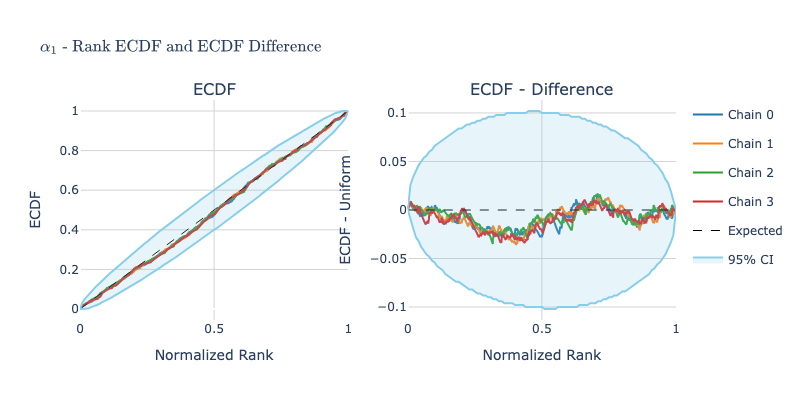 α₁ - Rank ECDF and ECDF Difference
ECDF
ECDF - Difference
ECDF
1
0.8
0.6
0.4
0.2
0
0
0.5
1
Normalized Rank
ECDF - Uniform
0.1
0.05
0
−0.05
−0.1
0
0.5
1
Normalized Rank
Chain 0
Chain 1
Chain 2
Chain 3
Expected
95% CI